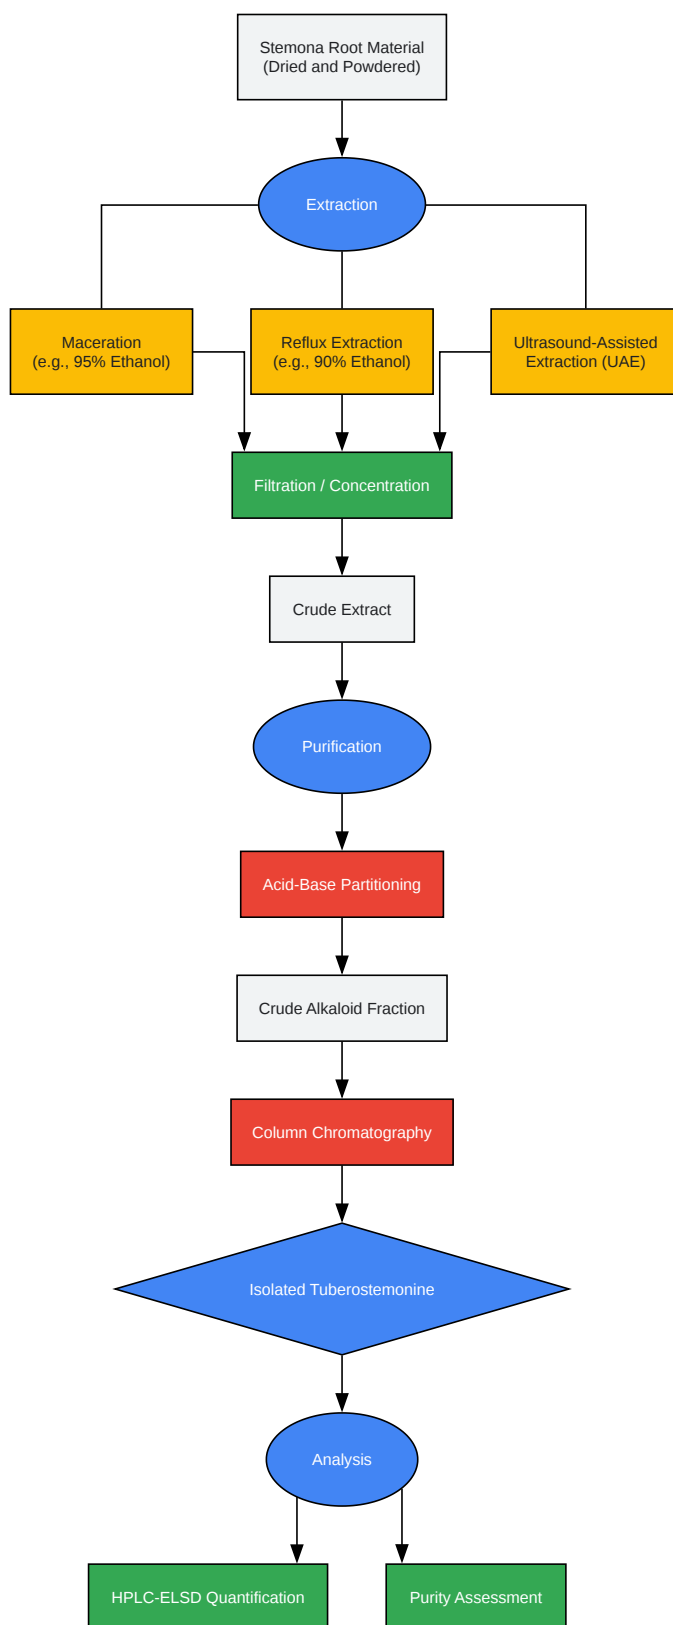 Stemona Root Material
(Dried and Powdered)
Extraction
Maceration
(e.g., 95% Ethanol)
Reflux Extraction
(e.g., 90% Ethanol)
Ultrasound-Assisted
Extraction (UAE)
Filtration / Concentration
Crude Extract
Purification
Acid-Base Partitioning
Crude Alkaloid Fraction
Column Chromatography
Isolated Tuberostemonine
Analysis
HPLC-ELSD Quantification
Purity Assessment